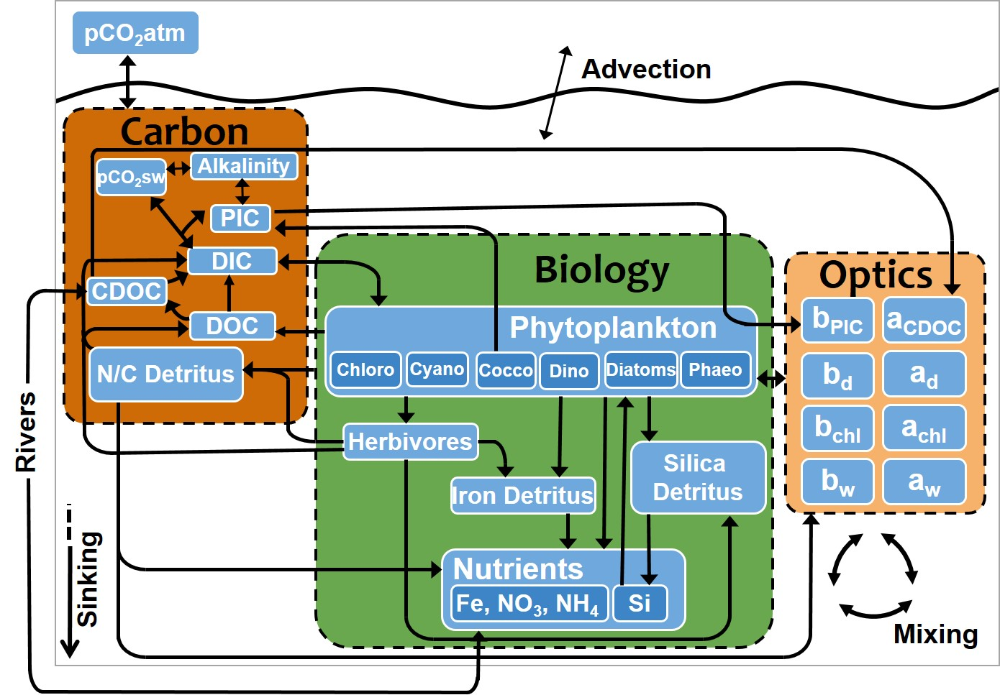 pCO₂atm
Advection
Carbon
pCO₂sw
Alkalinity
PIC
DIC
CDOC
DOC
N/C Detritus
Biology
Phytoplankton
Chloro
Cyano
Cocco
Dino
Diatoms
Phaeo
Herbivores
Iron Detritus
Silica
Detritus
Nutrients
Fe, NO₃, NH₄
Si
Optics
bPIC
aCDOC
bd
ad
bchl
achl
bw
aw
Rivers
Sinking
Mixing